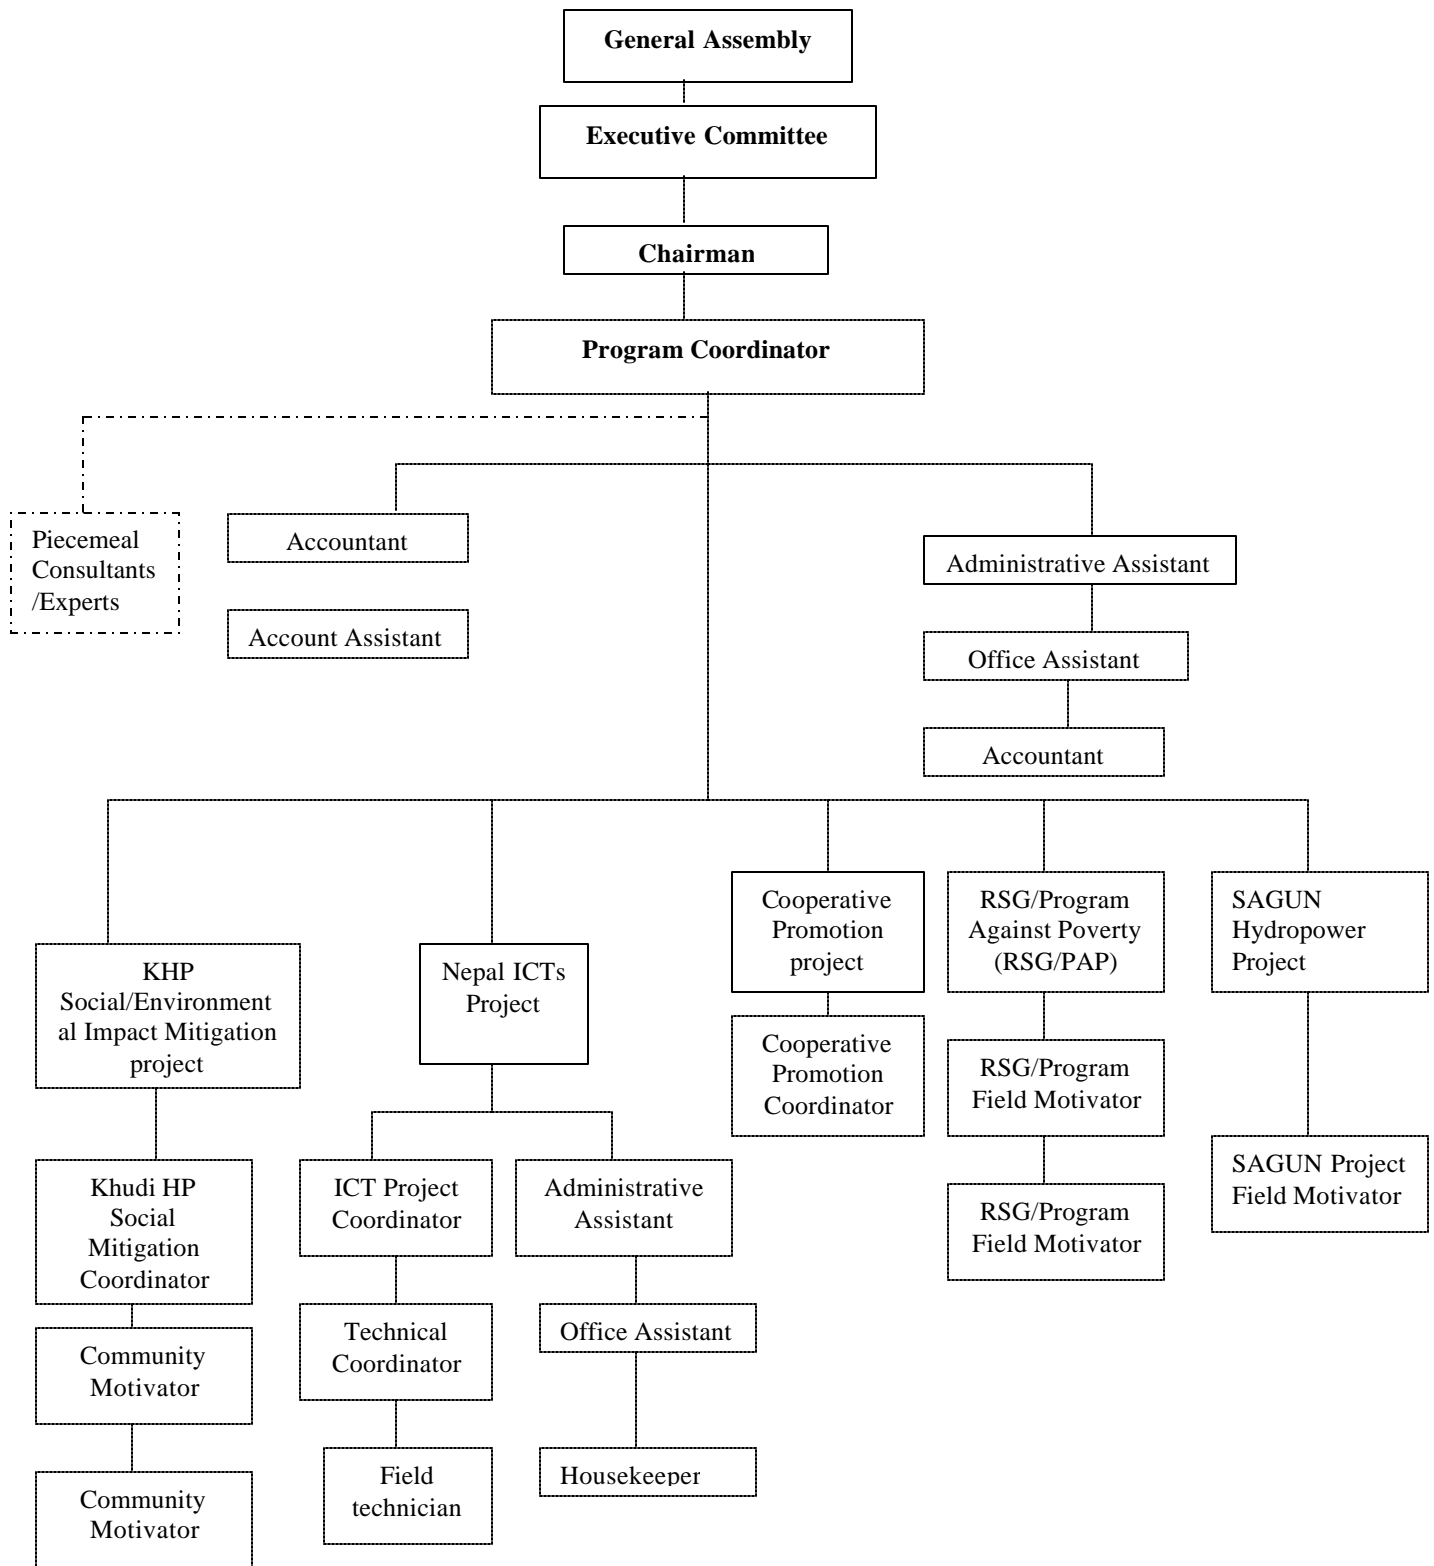 General Assembly
Executive Committee
Chairman
Program Coordinator
Piecemeal
Consultants
/Experts
Accountant
Account Assistant
Administrative Assistant
Office Assistant
Accountant
KHP
Social/Environment
al Impact Mitigation
project
Nepal ICTs
Project
Cooperative
Promotion
project
RSG/Program
Against Poverty
(RSG/PAP)
SAGUN
Hydropower
Project
Cooperative
Promotion
Coordinator
RSG/Program
Field Motivator
RSG/Program
Field Motivator
SAGUN Project
Field Motivator
Khudi HP
Social
Mitigation
Coordinator
ICT Project
Coordinator
Administrative
Assistant
Community
Motivator
Technical
Coordinator
Office Assistant
Community
Motivator
Field
technician
Housekeeper